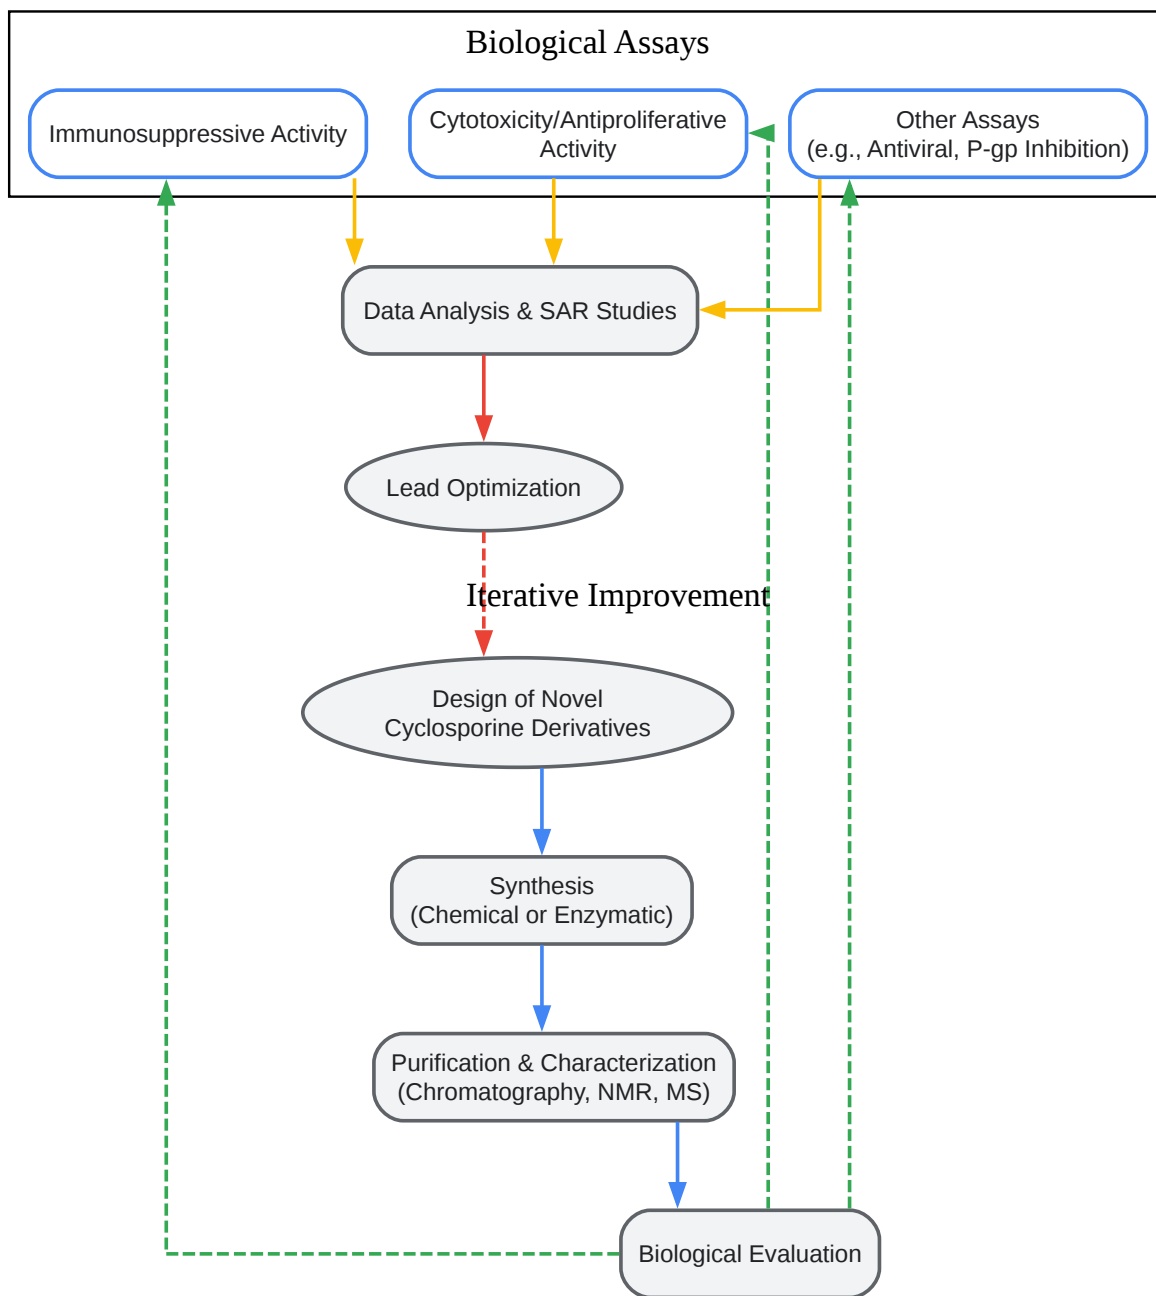 Biological Assays
Immunosuppressive Activity
Cytotoxicity/Antiproliferative
Activity
Other Assays
(e.g., Antiviral, P-gp Inhibition)
Data Analysis & SAR Studies
Lead Optimization
Iterative Improvement
Design of Novel
Cyclosporine Derivatives
Synthesis
(Chemical or Enzymatic)
Purification & Characterization
(Chromatography, NMR, MS)
Biological Evaluation